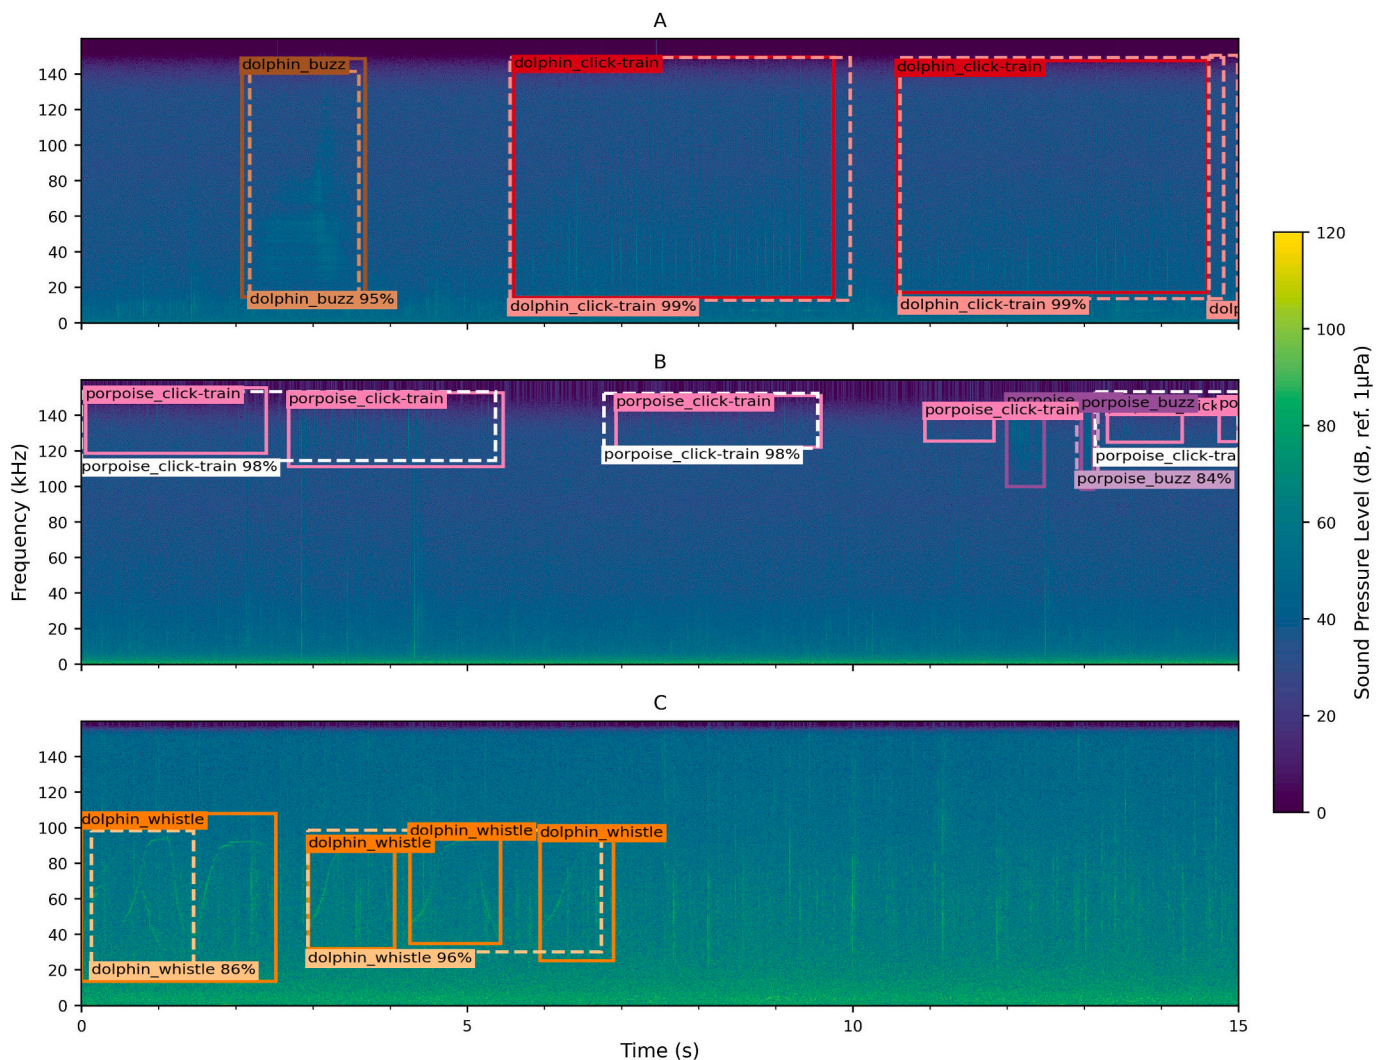 A
dolphin_buzz
dolphin_click-train
dolphin_click-train
dolphin_buzz 95%
dolphin_click-train 99%
dolphin_click-train 99%
140
120
100
80
60
40
20
0
B
porpoise_click-train
porpoise_click-train
porpoise_click-train
porpoise_click-train
porpoise_buzz
porpoise_click-train 98%
porpoise_click-train 98%
porpoise_buzz 84%
140
120
100
80
60
40
20
0
Frequency (kHz)
C
dolphin_whistle
dolphin_whistle
dolphin_whistle
dolphin_whistle
dolphin_whistle 86%
dolphin_whistle 96%
140
120
100
80
60
40
20
0
0
5
10
15
Time (s)
120
100
80
60
40
20
0
Sound Pressure Level (dB, ref. 1µPa)